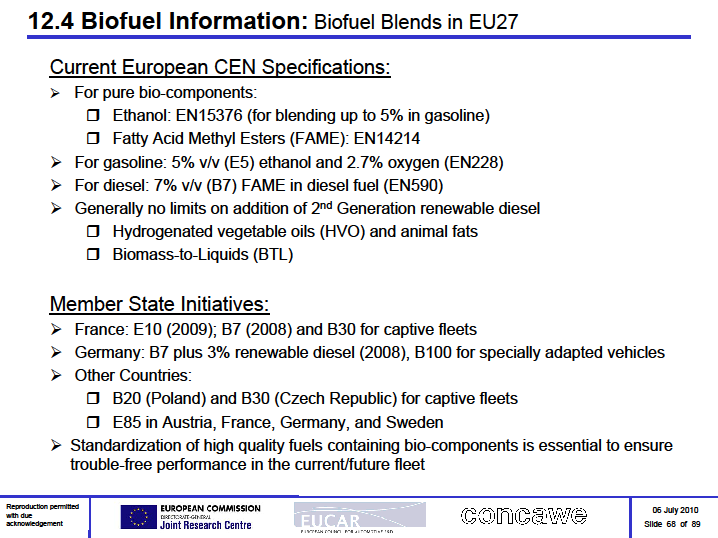 12.4 Biofuel Information: Biofuel Blends in EU27
Current European CEN Specifications:
➢ For pure bio-components:
❒ Ethanol: EN15376 (for blending up to 5% in gasoline)
❒ Fatty Acid Methyl Esters (FAME): EN14214
➢ For gasoline: 5% v/v (E5) ethanol and 2.7% oxygen (EN228)
➢ For diesel: 7% v/v (B7) FAME in diesel fuel (EN590)
➢ Generally no limits on addition of 2nd Generation renewable diesel
❒ Hydrogenated vegetable oils (HVO) and animal fats
❒ Biomass-to-Liquids (BTL)
Member State Initiatives:
➢ France: E10 (2009); B7 (2008) and B30 for captive fleets
➢ Germany: B7 plus 3% renewable diesel (2008), B100 for specially adapted vehicles
➢ Other Countries:
❒ B20 (Poland) and B30 (Czech Republic) for captive fleets
❒ E85 in Austria, France, Germany, and Sweden
➢ Standardization of high quality fuels containing bio-components is essential to ensure
trouble-free performance in the current/future fleet
Reproduction permitted
with due
acknowledgement
EUROPEAN COMMISSION
DIRECTORATE-GENERAL
Joint Research Centre
EUCAR
EUROPEAN COUNCIL FOR AUTOMOTIVE R&D
concawe
06 July 2010
Slide 68 of 89